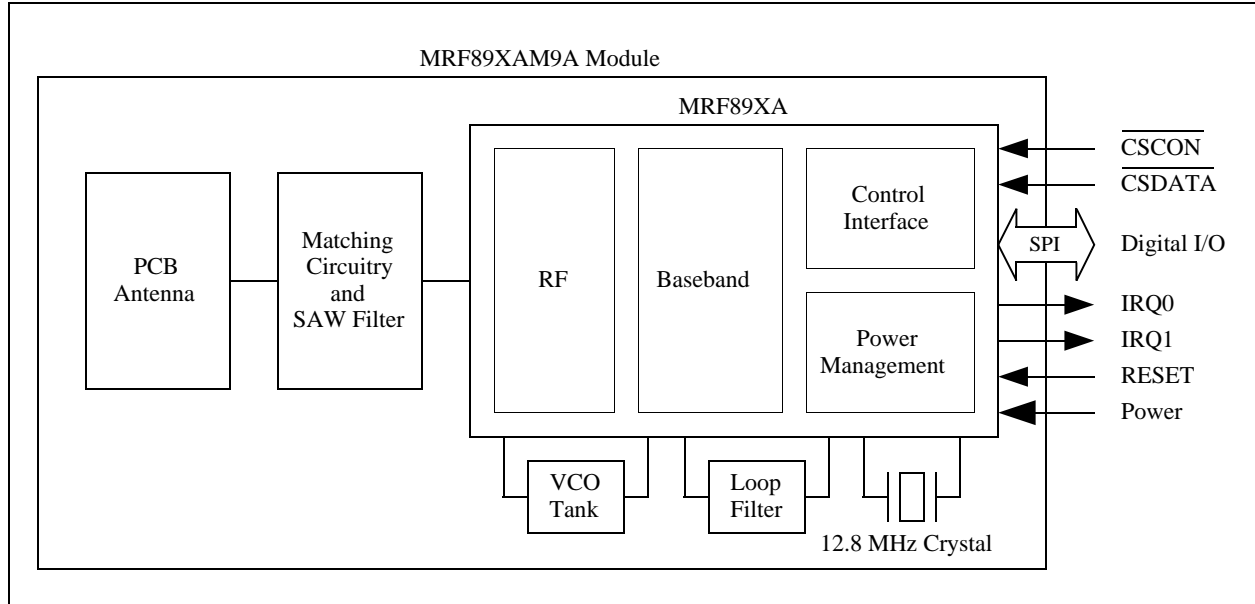 MRF89XAM9A Module
MRF89XA
PCB
Antenna
Matching
Circuitry
and
SAW Filter
RF
Baseband
Control
Interface
Power
Management
CSCON
CSDATA
SPI
Digital I/O
IRQ0
IRQ1
RESET
Power
VCO
Tank
Loop
Filter
12.8 MHz Crystal